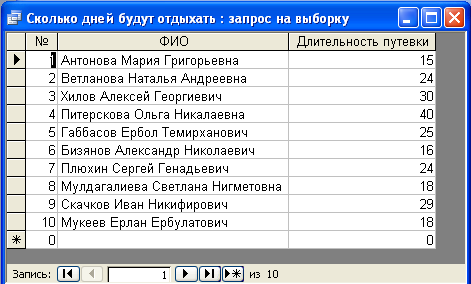 Сколько дней будут отдыхать : запрос на выборку
№ ФИО Длительность путевки
1 Антонова Мария Григорьевна 15
2 Ветланова Наталья Андреевна 24
3 Хилов Алексей Георгиевич 30
4 Питерскова Ольга Никалаевна 40
5 Габбасов Ербол Темирханович 25
6 Бизянов Александр Николаевич 16
7 Плюхин Сергей Генадьевич 24
8 Мулдагалиева Светлана Нигметовна 18
9 Скачков Иван Никифирович 29
10 Мукеев Ерлан Ербулатович 18
0 0
Запись: 1 из 10